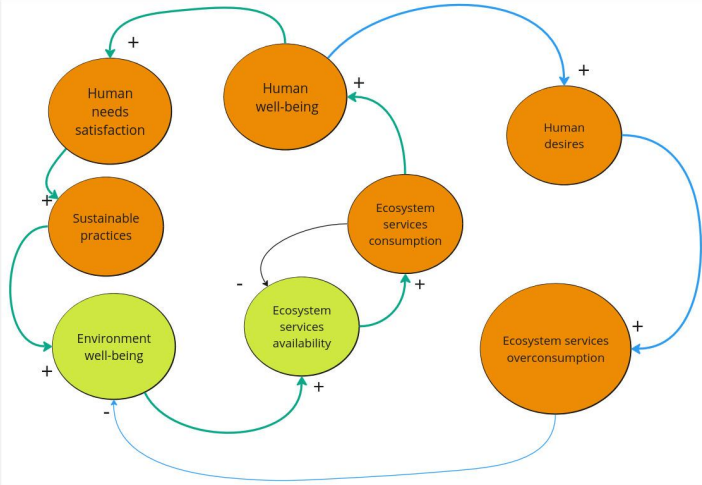 +
Human
needs
satisfaction
Human
well-being
+
+
Human
desires
+
Sustainable
practices
Ecosystem
services
consumption
-
+
Environment
well-being
+
Ecosystem
services
availability
+
Ecosystem services
overconsumption
+
-